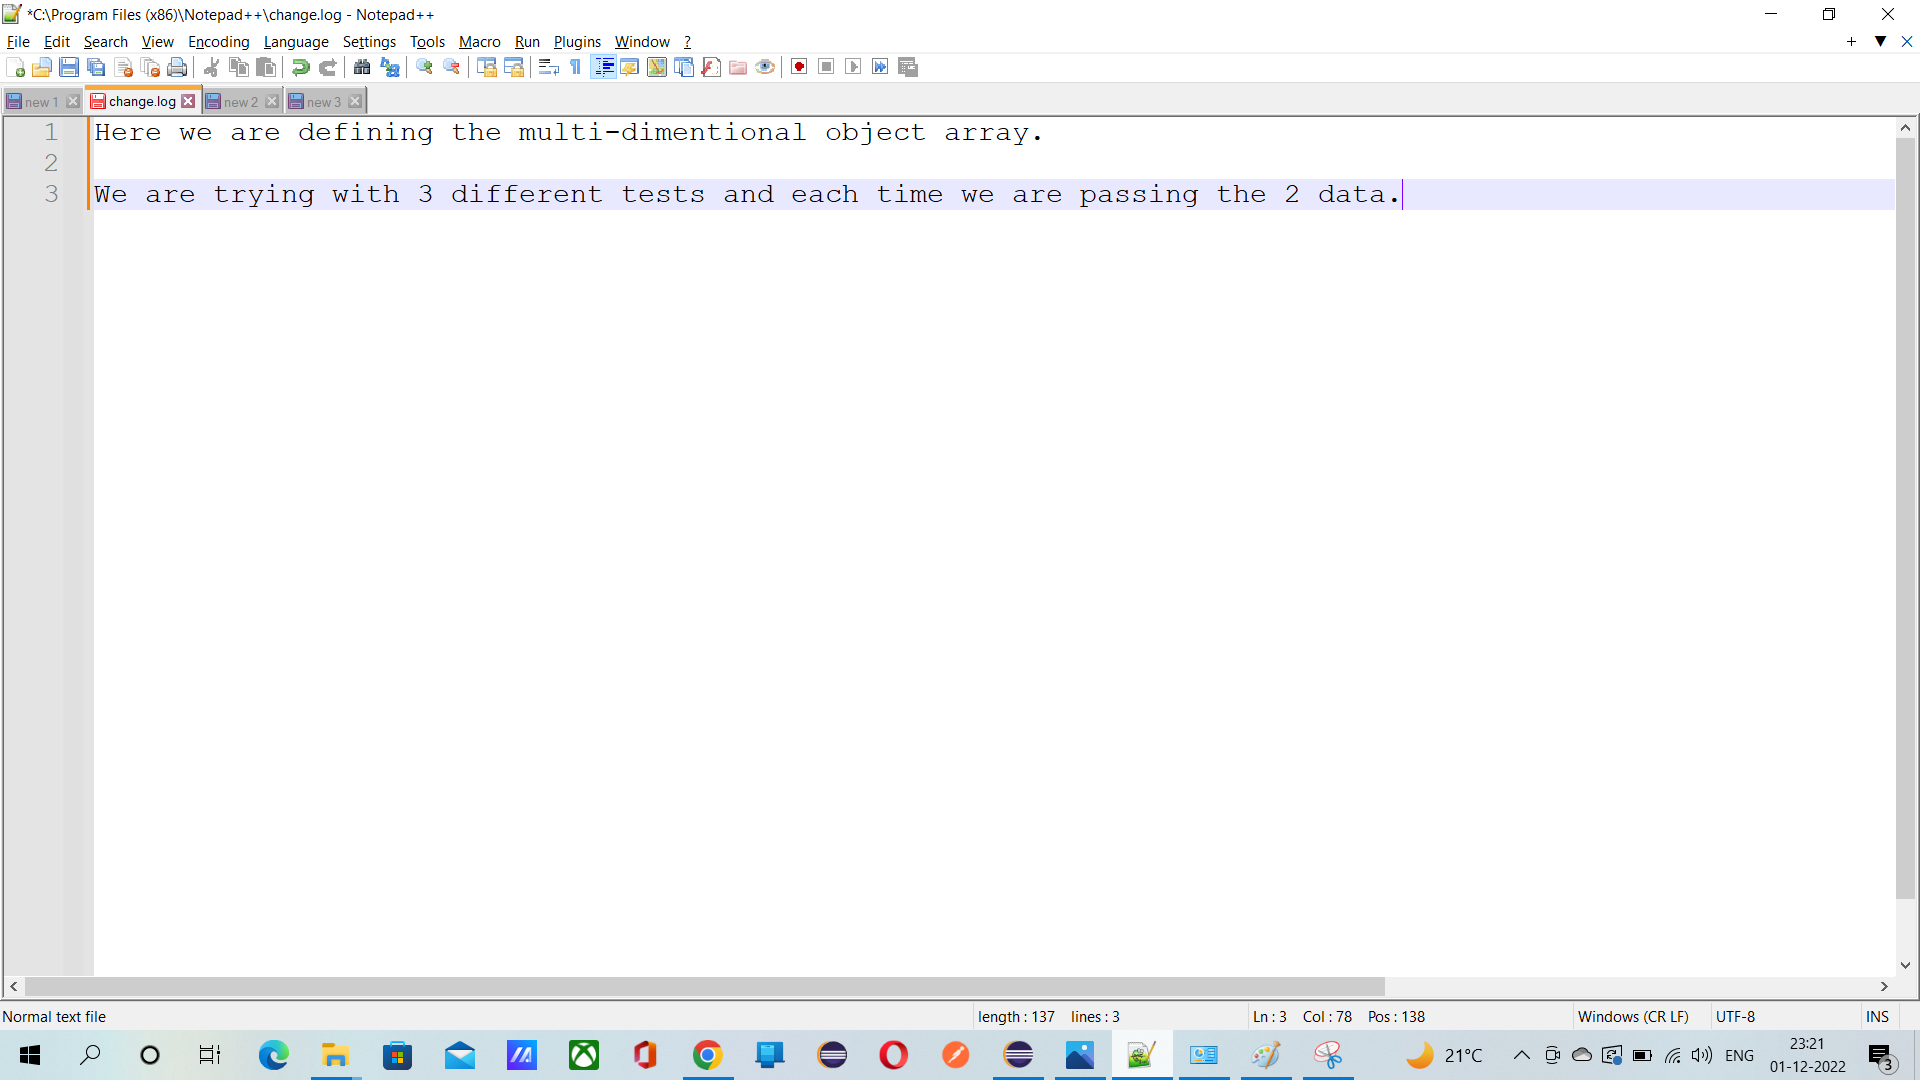 *C:\Program Files (x86)\Notepad++\change.log - Notepad++
File Edit Search View Encoding Language Settings Tools Macro Run Plugins Window ?
new 1 change.log new 2 new 3
1 Here we are defining the multi-dimentional object array.
2
3 We are trying with 3 different tests and each time we are passing the 2 data.
Normal text file length : 137 lines : 3 Ln : 3 Col : 78 Pos : 138 Windows (CR LF) UTF-8 INS
21°C ENG 23:21
01-12-2022 3